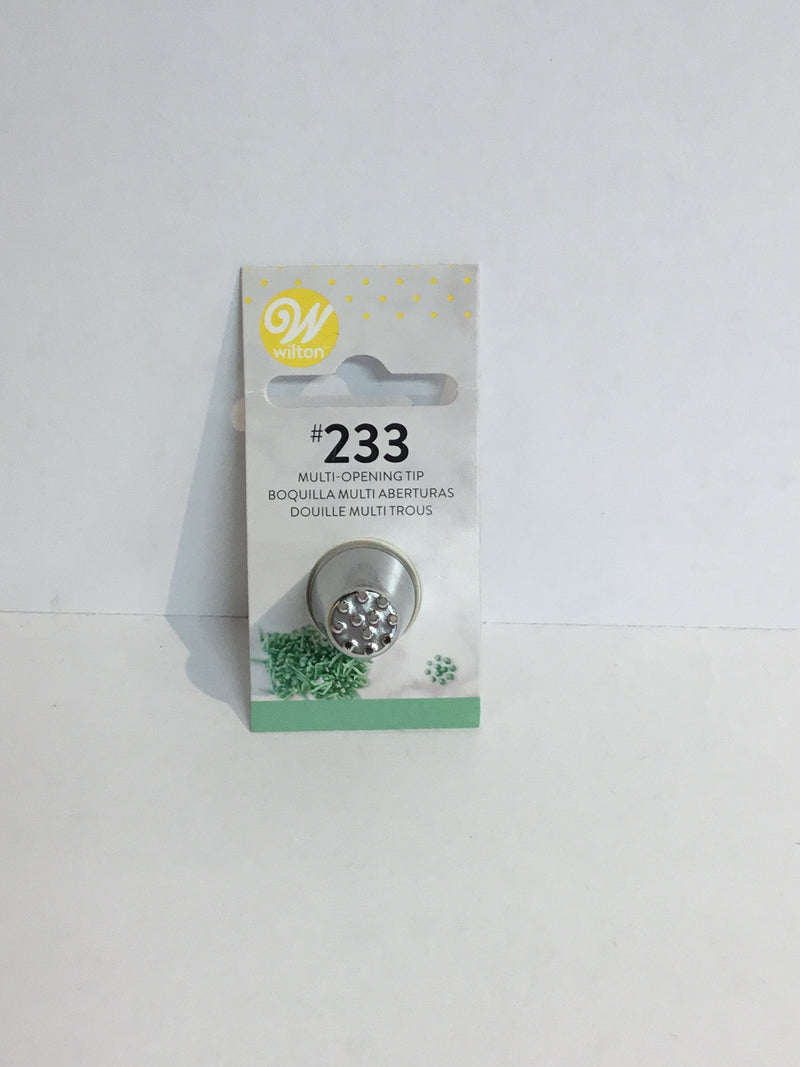 W
wilton
#233
MULTI-OPENING TIP
BOQUILLA MULTI ABERTURAS
DOUILLE MULTI TROUS